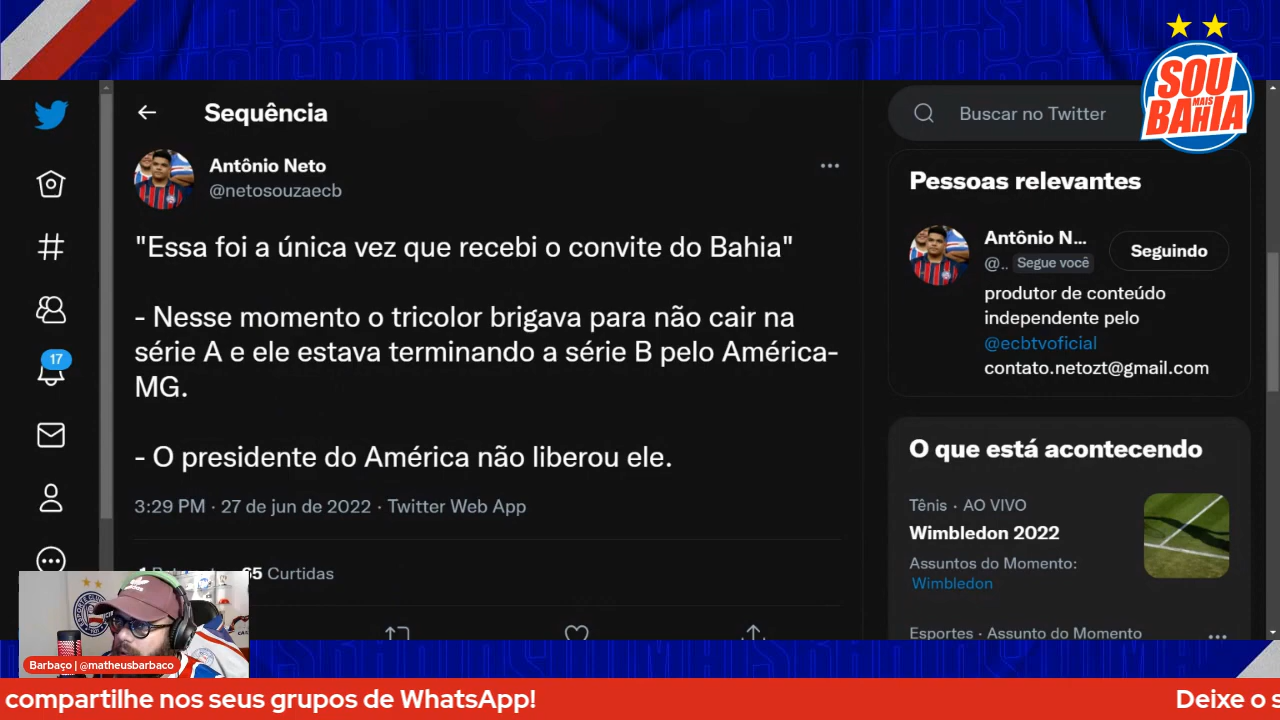 SOU
MAIS
BAHIA
Sequência
Buscar no Twitter
Antônio Neto
@netosouzaecb
"Essa foi a única vez que recebi o convite do Bahia"
- Nesse momento o tricolor brigava para não cair na
série A e ele estava terminando a série B pelo América-
MG.
- O presidente do América não liberou ele.
3:29 PM · 27 de jun de 2022 · Twitter Web App
65 Curtidas
17
Pessoas relevantes
Antônio N...
@..
Segue você
Seguindo
produtor de conteúdo
independente pelo
@ecbtvoficial
contato.netozt@gmail.com
O que está acontecendo
Tênis · AO VIVO
Wimbledon 2022
Assuntos do Momento:
Wimbledon
Esportes · Assunto do Momento
Barbaço | @matheusbarbaco
compartilhe nos seus grupos de WhatsApp!
Deixe o s